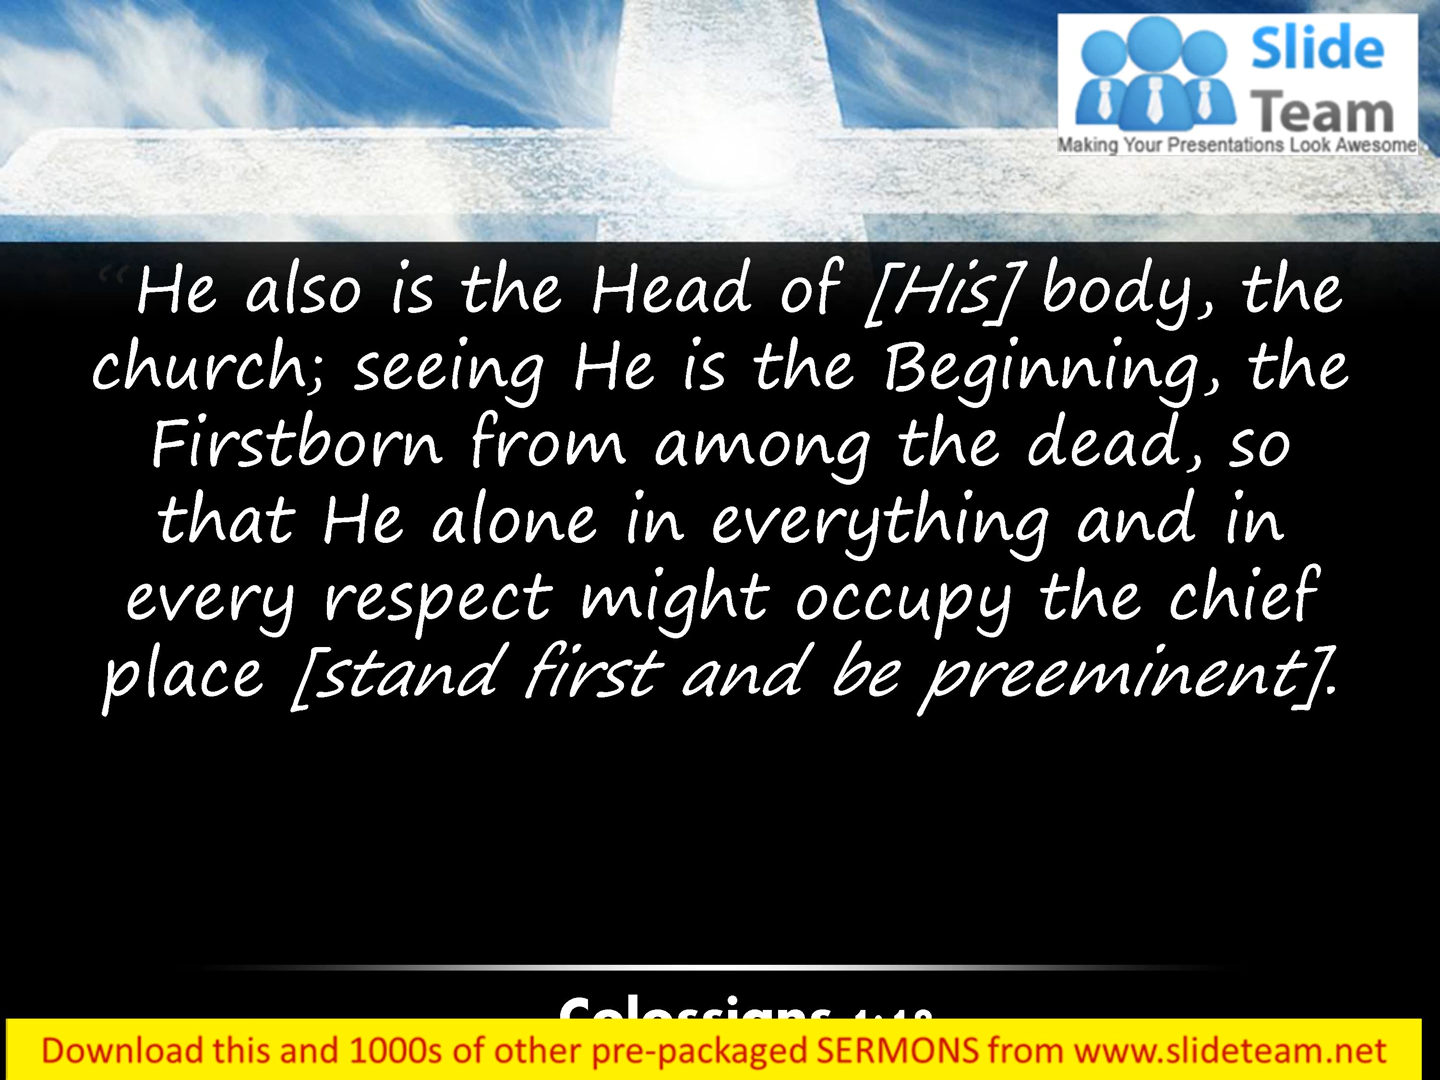 Slide
Team
Making Your Presentations Look Awesome
“ He also is the Head of [His] body, the
church; seeing He is the Beginning, the
Firstborn from among the dead, so
that He alone in everything and in
every respect might occupy the chief
place [stand first and be preeminent].
Colossians 1:18
Download this and 1000s of other pre-packaged SERMONS from www.slideteam.net